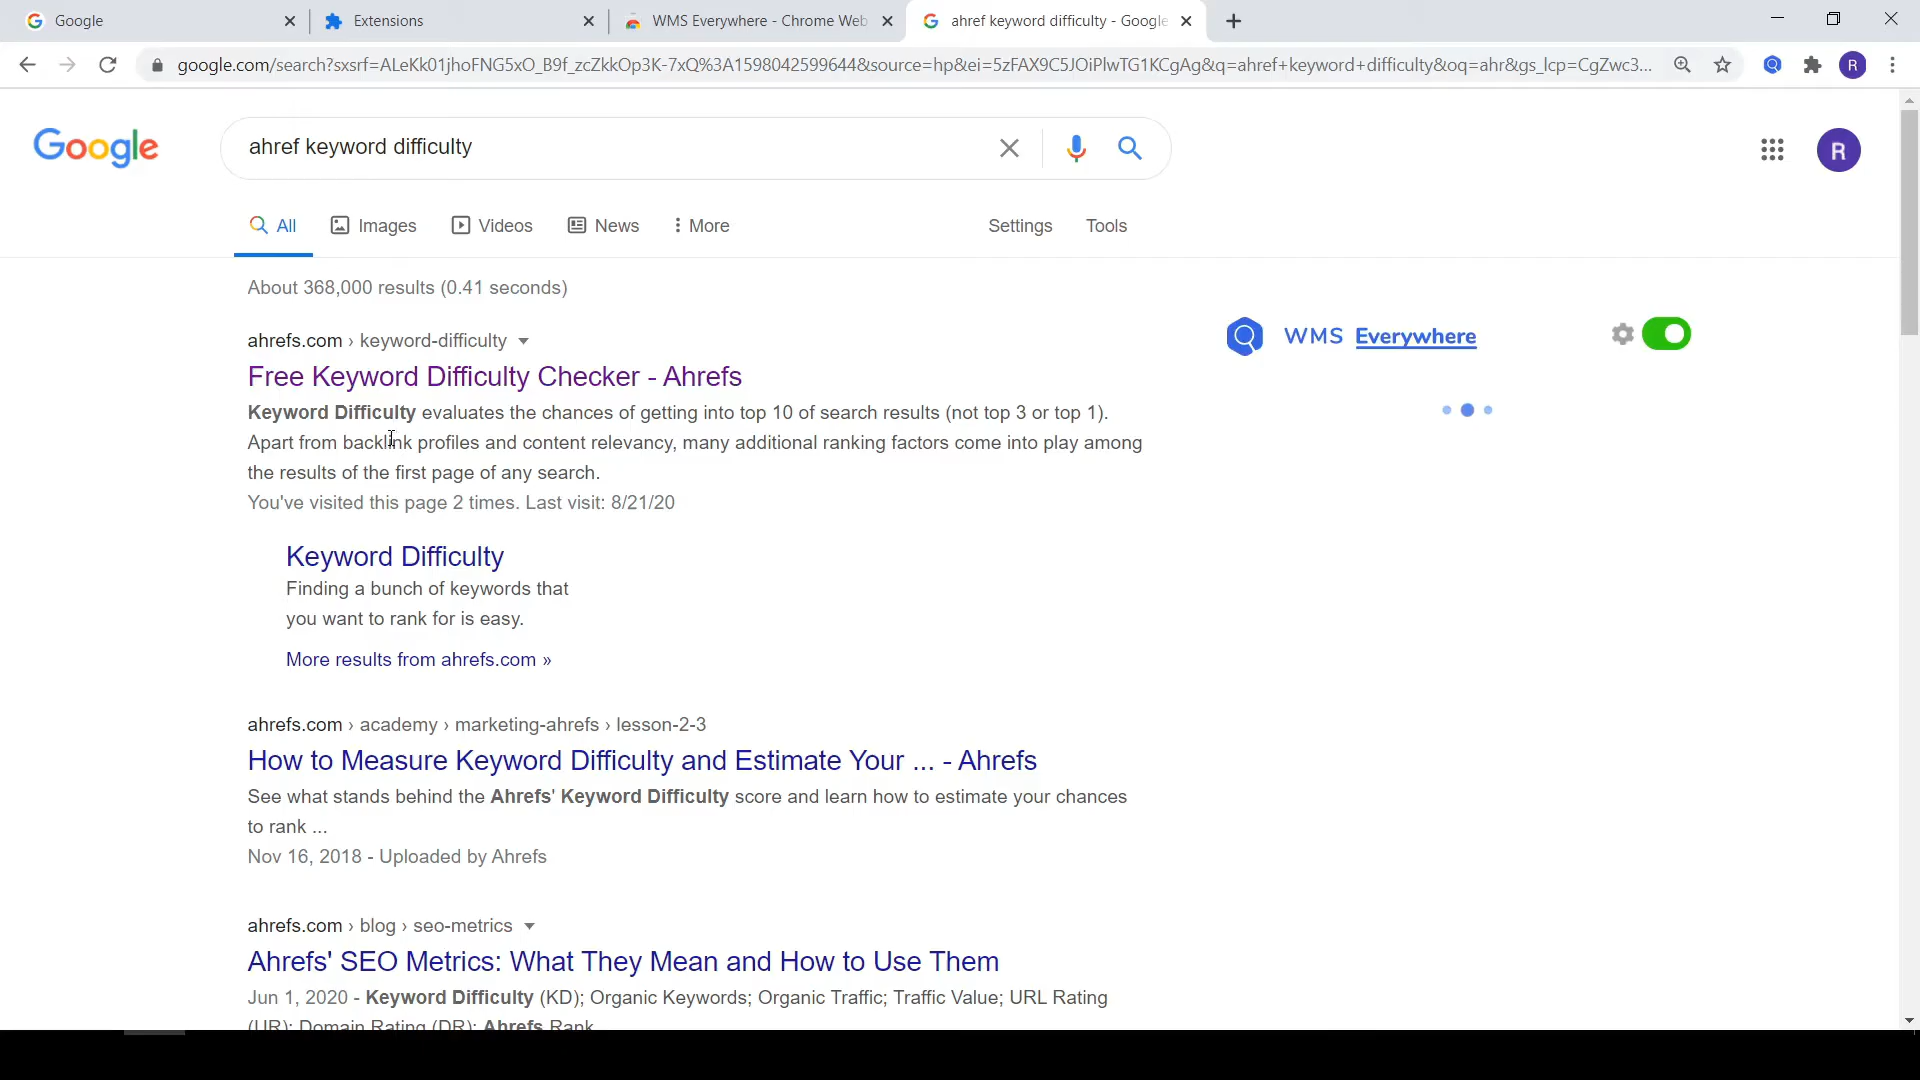 Google
Extensions
WMS Everywhere - Chrome Web
ahref keyword difficulty - Google
google.com/search?sxsrf=ALeKk01jhoFNG5xO_B9f_zcZkkOp3K-7xQ%3A1598042599644&source=hp&ei=5zFAX9C5JOiPlwTG1KCgAg&q=ahref+keyword+difficulty&oq=ahr&gs_lcp=CgZwc3...
R
Google
ahref keyword difficulty
R
All
Images
Videos
News
More
Settings
Tools
About 368,000 results (0.41 seconds)
ahrefs.com › keyword-difficulty
WMS Everywhere
Free Keyword Difficulty Checker - Ahrefs
Keyword Difficulty evaluates the chances of getting into top 10 of search results (not top 3 or top 1).
Apart from backlink profiles and content relevancy, many additional ranking factors come into play among
the results of the first page of any search.
You've visited this page 2 times. Last visit: 8/21/20
Keyword Difficulty
Finding a bunch of keywords that
you want to rank for is easy.
More results from ahrefs.com »
ahrefs.com › academy › marketing-ahrefs › lesson-2-3
How to Measure Keyword Difficulty and Estimate Your ... - Ahrefs
See what stands behind the Ahrefs' Keyword Difficulty score and learn how to estimate your chances
to rank ...
Nov 16, 2018 - Uploaded by Ahrefs
ahrefs.com › blog › seo-metrics
Ahrefs' SEO Metrics: What They Mean and How to Use Them
Jun 1, 2020 - Keyword Difficulty (KD); Organic Keywords; Organic Traffic; Traffic Value; URL Rating
(UR); Domain Rating (DR); Ahrefs Rank